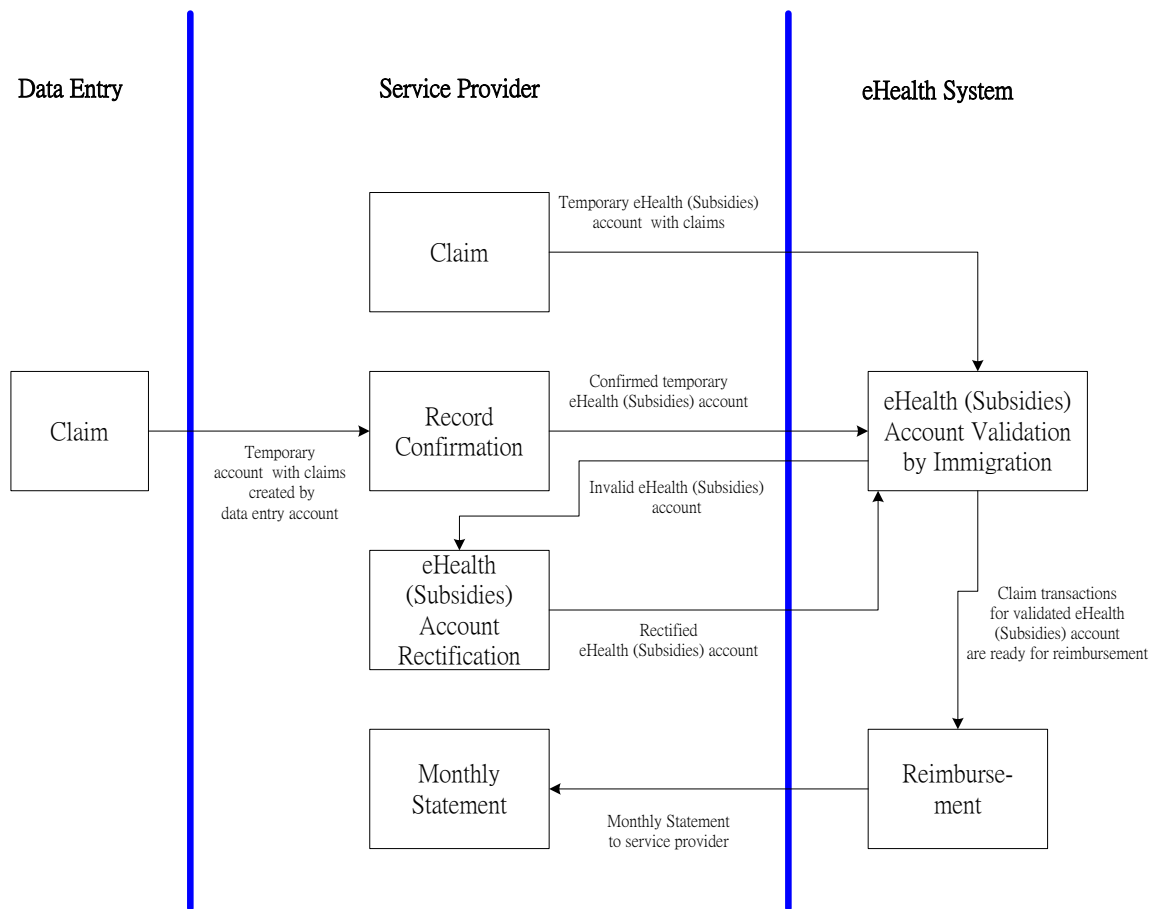 Data Entry
Service Provider
eHealth System
Temporary eHealth (Subsidies)
account with claims
Claim
Claim
Temporary
account with claims
created by
data entry account
Record
Confirmation
Confirmed temporary
eHealth (Subsidies) account
eHealth (Subsidies)
Account Validation
by Immigration
Invalid eHealth (Subsidies)
account
eHealth
(Subsidies)
Account
Rectification
Rectified
eHealth (Subsidies) account
Claim transactions
for validated eHealth
(Subsidies) account
are ready for reimbursement
Monthly
Statement
Monthly Statement
to service provider
Reimburse-
ment